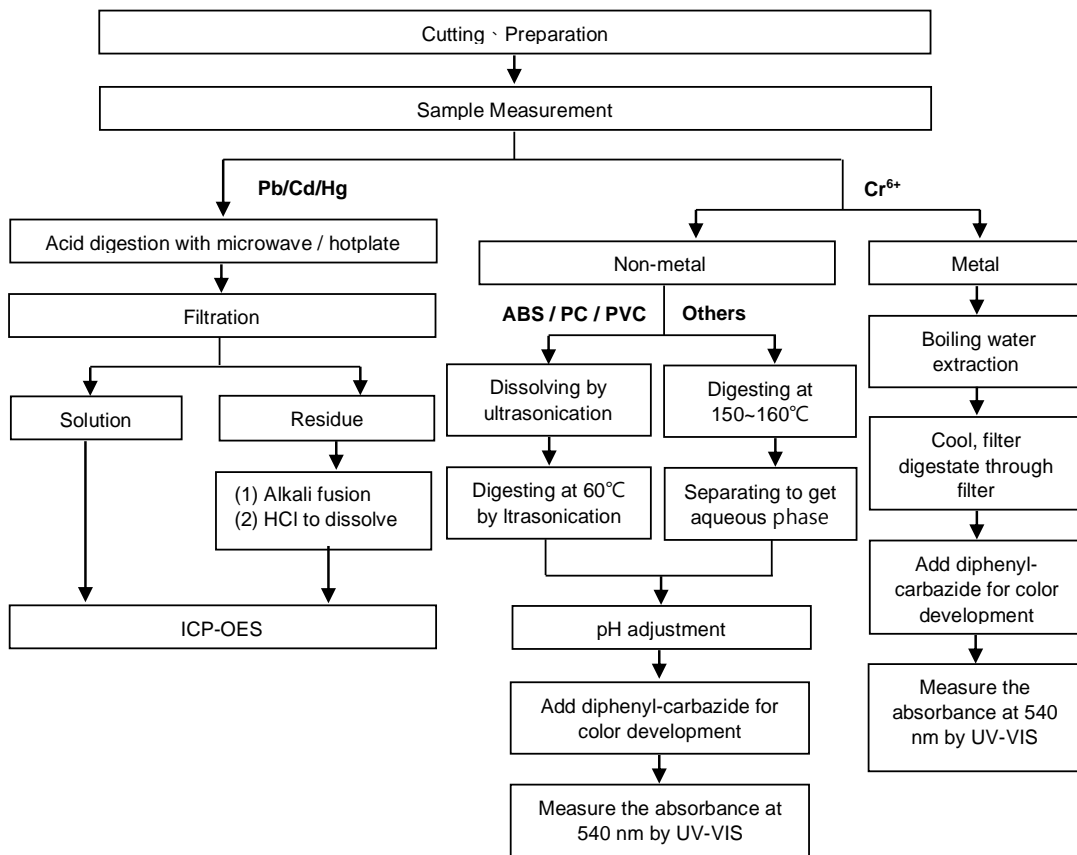 Cutting、Preparation
Sample Measurement
Pb/Cd/Hg
Cr6+
Acid digestion with microwave / hotplate
Filtration
Solution
Residue
(1) Alkali fusion
(2) HCl to dissolve
ICP-OES
Non-metal
ABS / PC / PVC
Others
Dissolving by
ultrasonication
Digesting at
150~160℃
Digesting at 60℃
by ltrasonication
Separating to get
aqueous phase
pH adjustment
Add diphenyl-carbazide for
color development
Measure the absorbance at
540 nm by UV-VIS
Metal
Boiling water
extraction
Cool, filter
digestate through
filter
Add diphenyl-
carbazide for color
development
Measure the
absorbance at 540
nm by UV-VIS